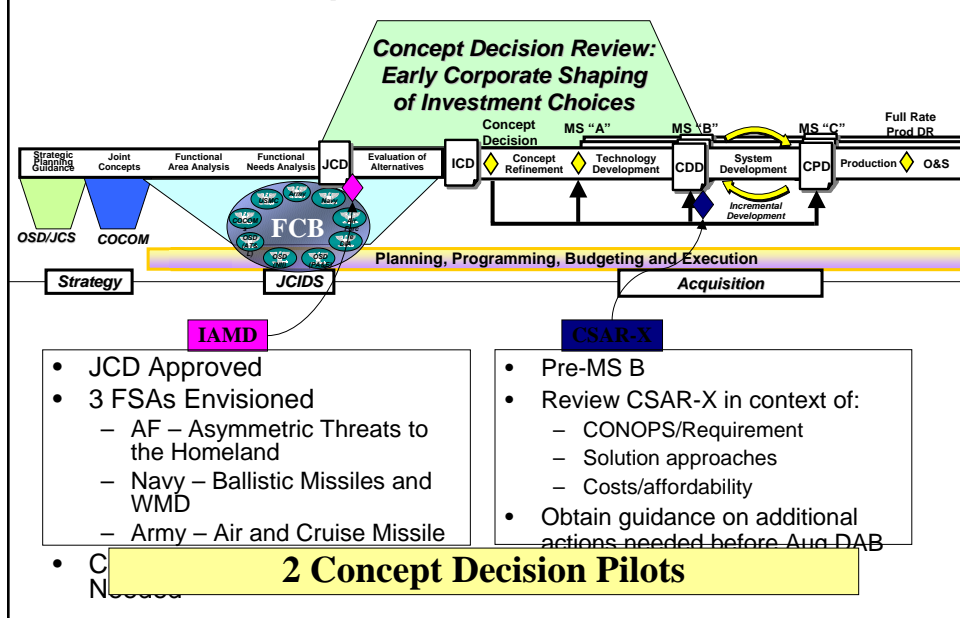 Concept Decision Review:
Early Corporate Shaping
of Investment Choices
Full Rate
Prod DR
Concept
Decision
MS “A”
MS “B”
MS “C”
Strategic
Planning
Guidance
Joint
Concepts
Functional
Area Analysis
Functional
Needs Analysis
JCD
Evaluation of
Alternatives
ICD
Concept
Refinement
Technology
Development
CDD
System
Development
CPD
Production
O&S
Incremental
Development
OSD/JCS
COCOM
USMC
Army
Navy
FCB
OSD
OSD
Planning, Programming, Budgeting and Execution
Strategy
JCIDS
Acquisition
IAMD
CSAR-X
• JCD Approved
• 3 FSAs Envisioned
– AF – Asymmetric Threats to
the Homeland
– Navy – Ballistic Missiles and
WMD
– Army – Air and Cruise Missile
• Pre-MS B
• Review CSAR-X in context of:
– CONOPS/Requirement
– Solution approaches
– Costs/affordability
• Obtain guidance on additional
actions needed before Aug DAB
2 Concept Decision Pilots